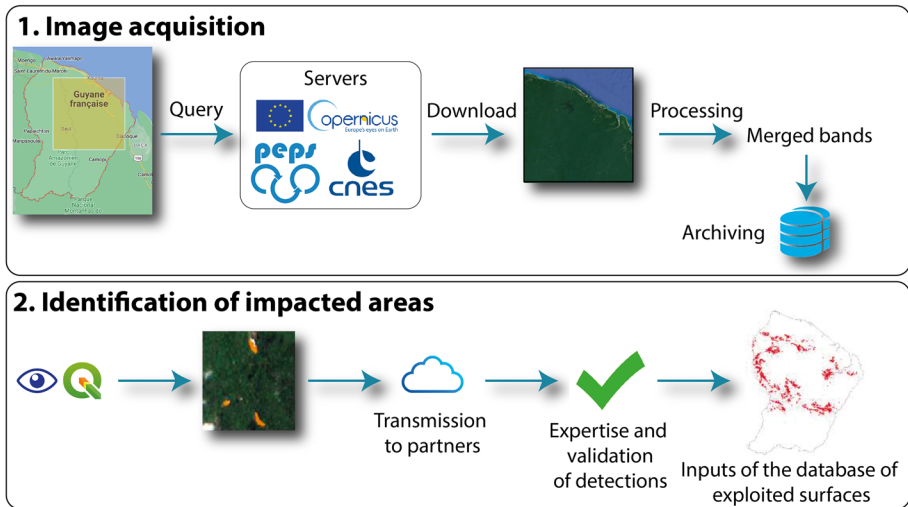 1. Image acquisition
Guyane
française
Query
Servers
Copernicus
Europe's eyes on Earth
peps
cnes
Download
Processing
Merged bands
Archiving
2. Identification of impacted areas
Transmission
to partners
Expertise and
validation
of detections
Inputs of the database of
exploited surfaces